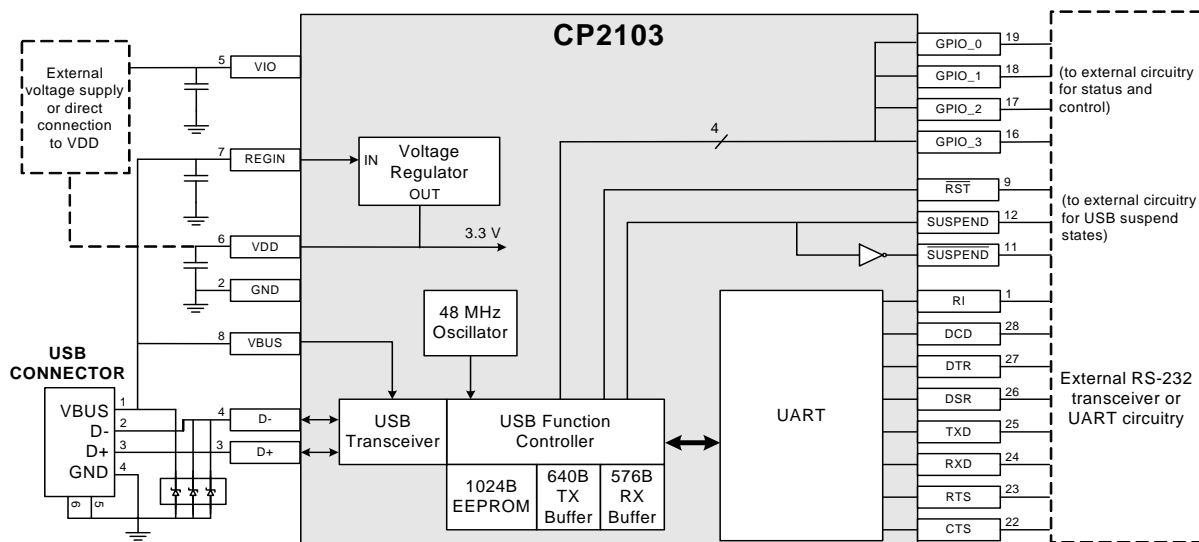 CP2103
External
voltage supply
or direct
connection
to VDD
5
VIO
7
REGIN
IN
Voltage
Regulator
OUT
6
VDD
3.3 V
2
GND
8
VBUS
48 MHz
Oscillator
USB
CONNECTOR
VBUS
D-
D+
GND
1
2
3
4
6
5
4
D-
3
D+
USB
Transceiver
USB Function
Controller
1024B
EEPROM
640B
TX
Buffer
576B
RX
Buffer
UART
4
GPIO_0
19
GPIO_1
18
GPIO_2
17
GPIO_3
16
RST
9
SUSPEND
12
SUSPEND
11
RI
1
DCD
28
DTR
27
DSR
26
TXD
25
RXD
24
RTS
23
CTS
22
(to external circuitry
for status and
control)
(to external circuitry
for USB suspend
states)
External RS-232
transceiver or
UART circuitry